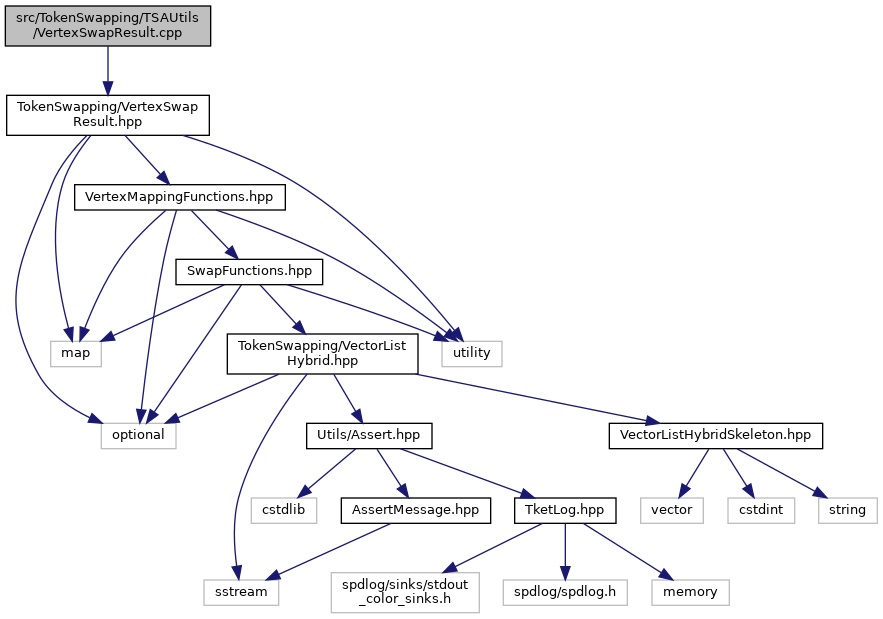 src/TokenSwapping/TSAUtils
/VertexSwapResult.cpp
TokenSwapping/VertexSwap
Result.hpp
VertexMappingFunctions.hpp
SwapFunctions.hpp
TokenSwapping/VectorList
Hybrid.hpp
map
utility
optional
Utils/Assert.hpp
VectorListHybridSkeleton.hpp
cstdlib
AssertMessage.hpp
TketLog.hpp
vector
cstdint
string
sstream
spdlog/sinks/stdout
_color_sinks.h
spdlog/spdlog.h
memory